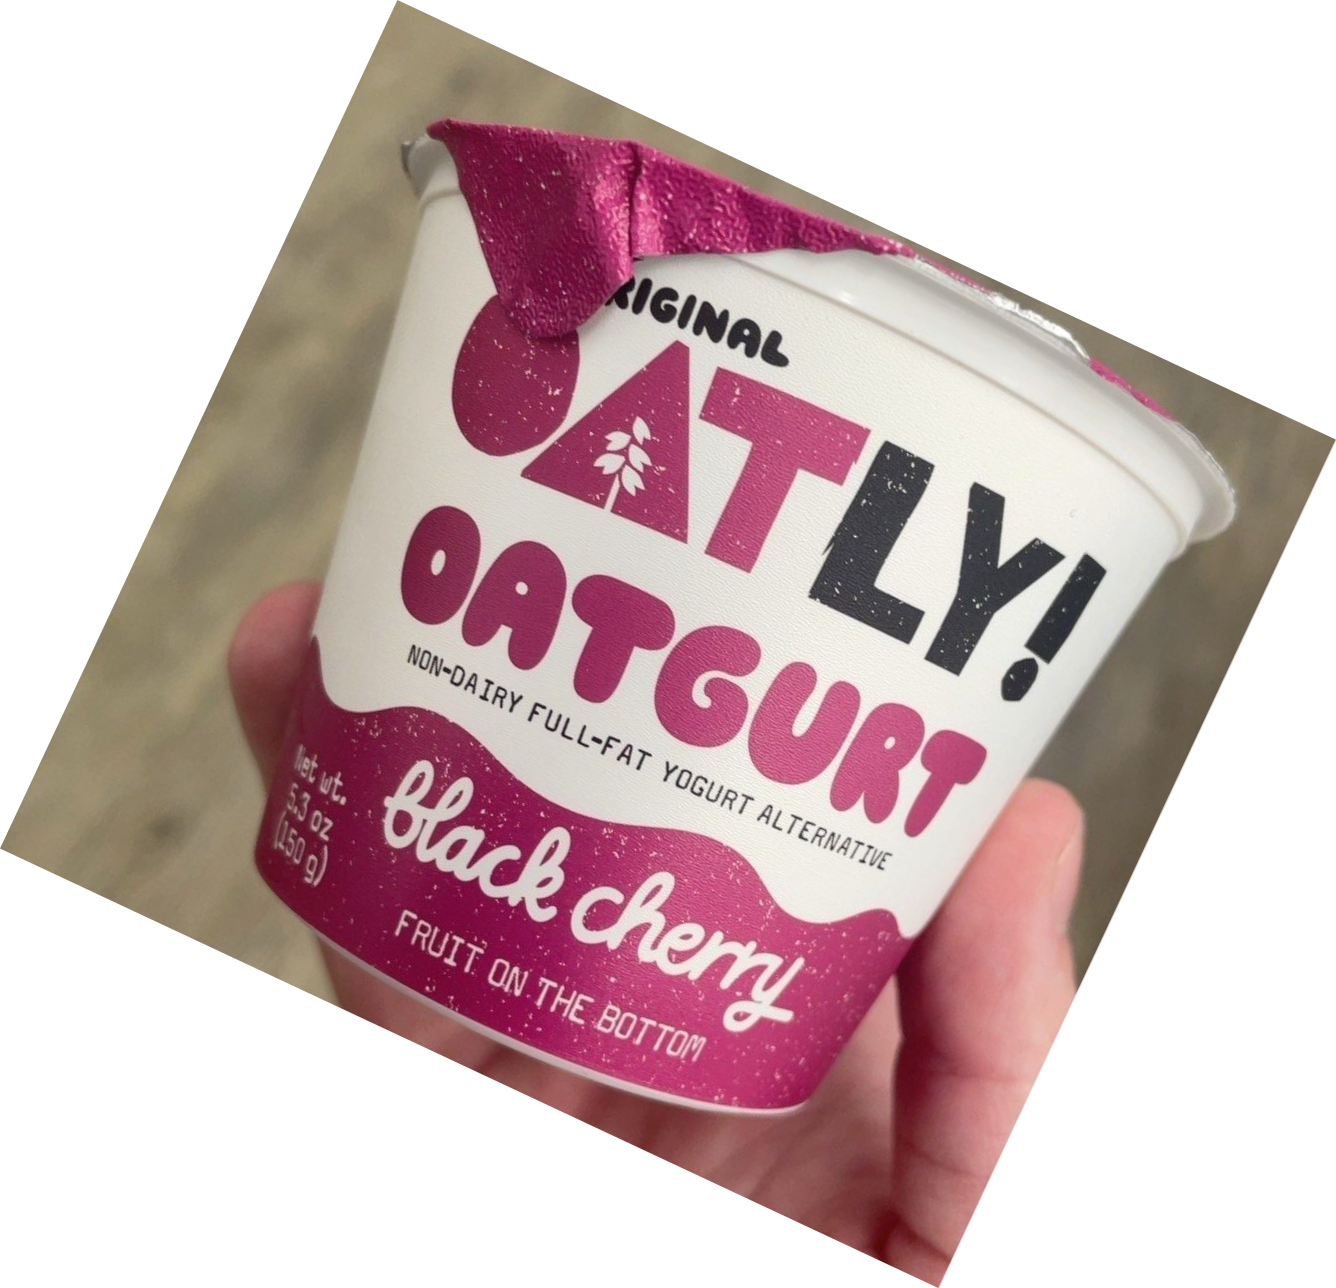 ORIGINAL
OATLY!
OATGURT
NON-DAIRY FULL-FAT YOGURT ALTERNATIVE
Net wt.
5.3 oz
(150 g)
black cherry
FRUIT ON THE BOTTOM